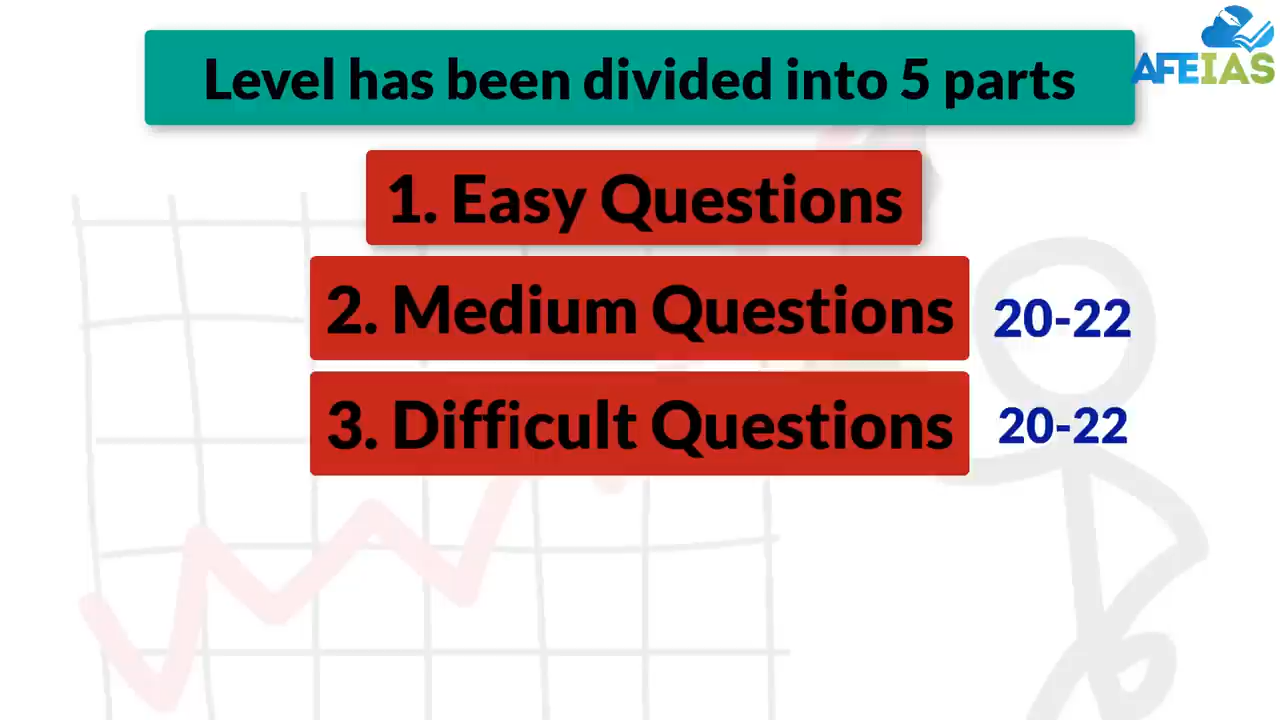 Level has been divided into 5 parts
AFEIAS
1. Easy Questions
2. Medium Questions 20-22
3. Difficult Questions 20-22